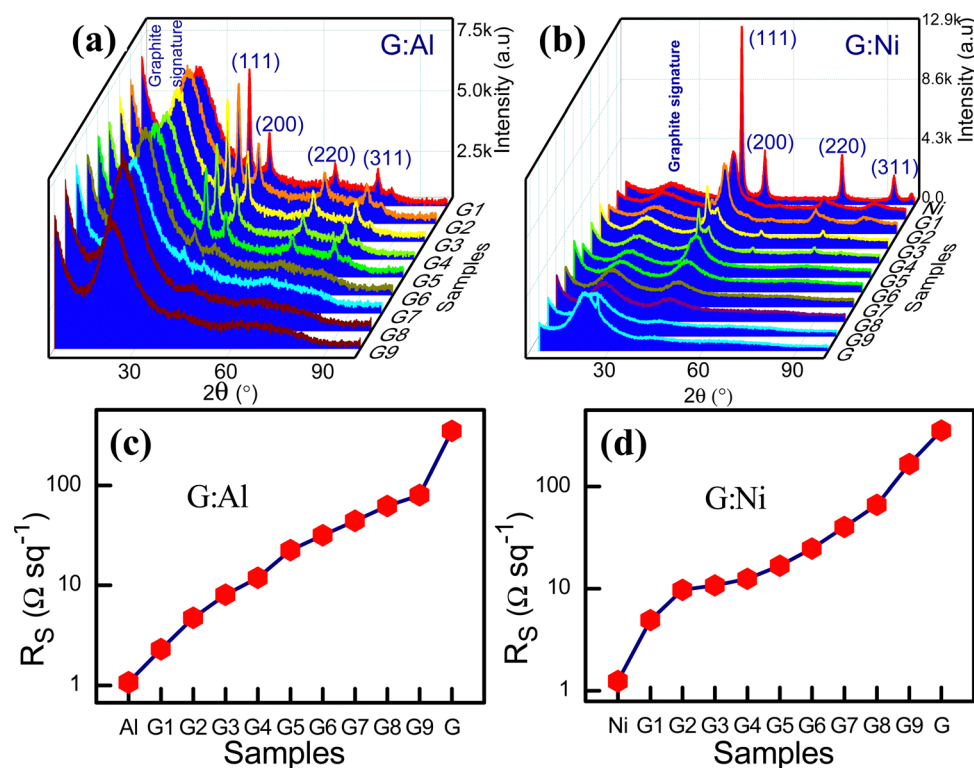 (a)
Graphite
signature
G:Al
(111)
(200)
(220)
(311)
7.5k
5.0k
2.5k
Intensity (a.u)
G1
G2
G3
G4
G5
G6
G7
G8
G9
Samples
30
60
90
2θ (°)
(b)
Graphite signature
G:Ni
(111)
(200)
(220)
(311)
12.9k
8.6k
4.3k
0.0
Intensity (a.u)
Ni
G1
G2
G3
G4
G5
G6
G7
G8
G
Samples
30
60
90
2θ (°)
(c)
G:Al
100
10
1
R_S (Ω sq⁻¹)
Al G1 G2 G3 G4 G5 G6 G7 G8 G9 G
Samples
(d)
G:Ni
100
10
1
R_S (Ω sq⁻¹)
Ni G1 G2 G3 G4 G5 G6 G7 G8 G9 G
Samples